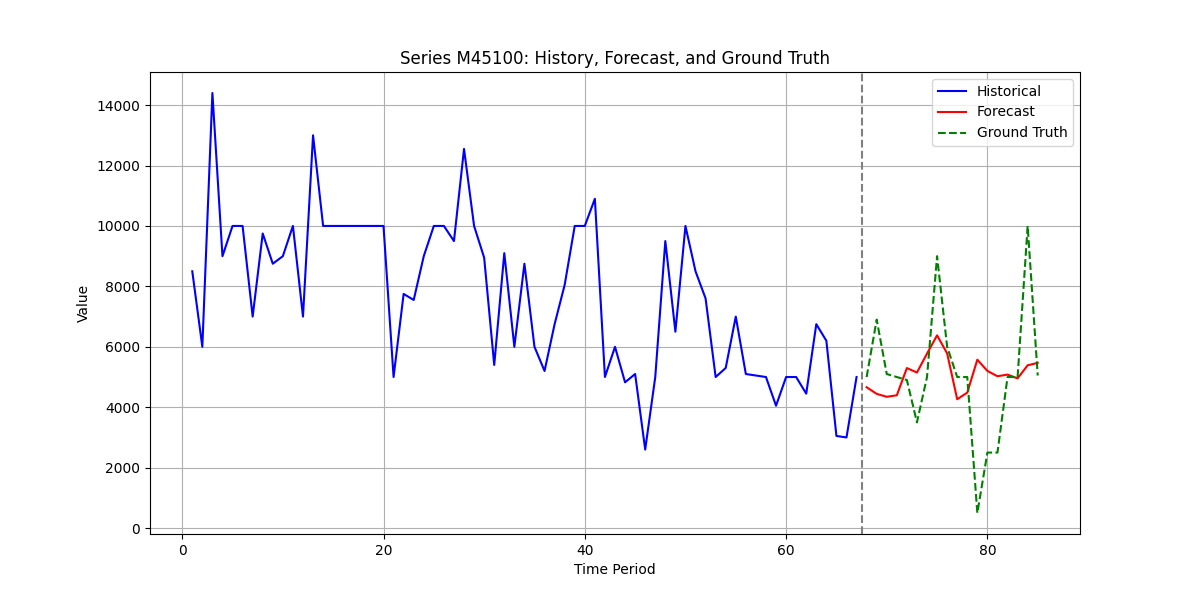 Series M45100: History, Forecast, and Ground Truth
Historical
Forecast
Ground Truth
Value
14000
12000
10000
8000
6000
4000
2000
0
0 20 40 60 80
Time Period